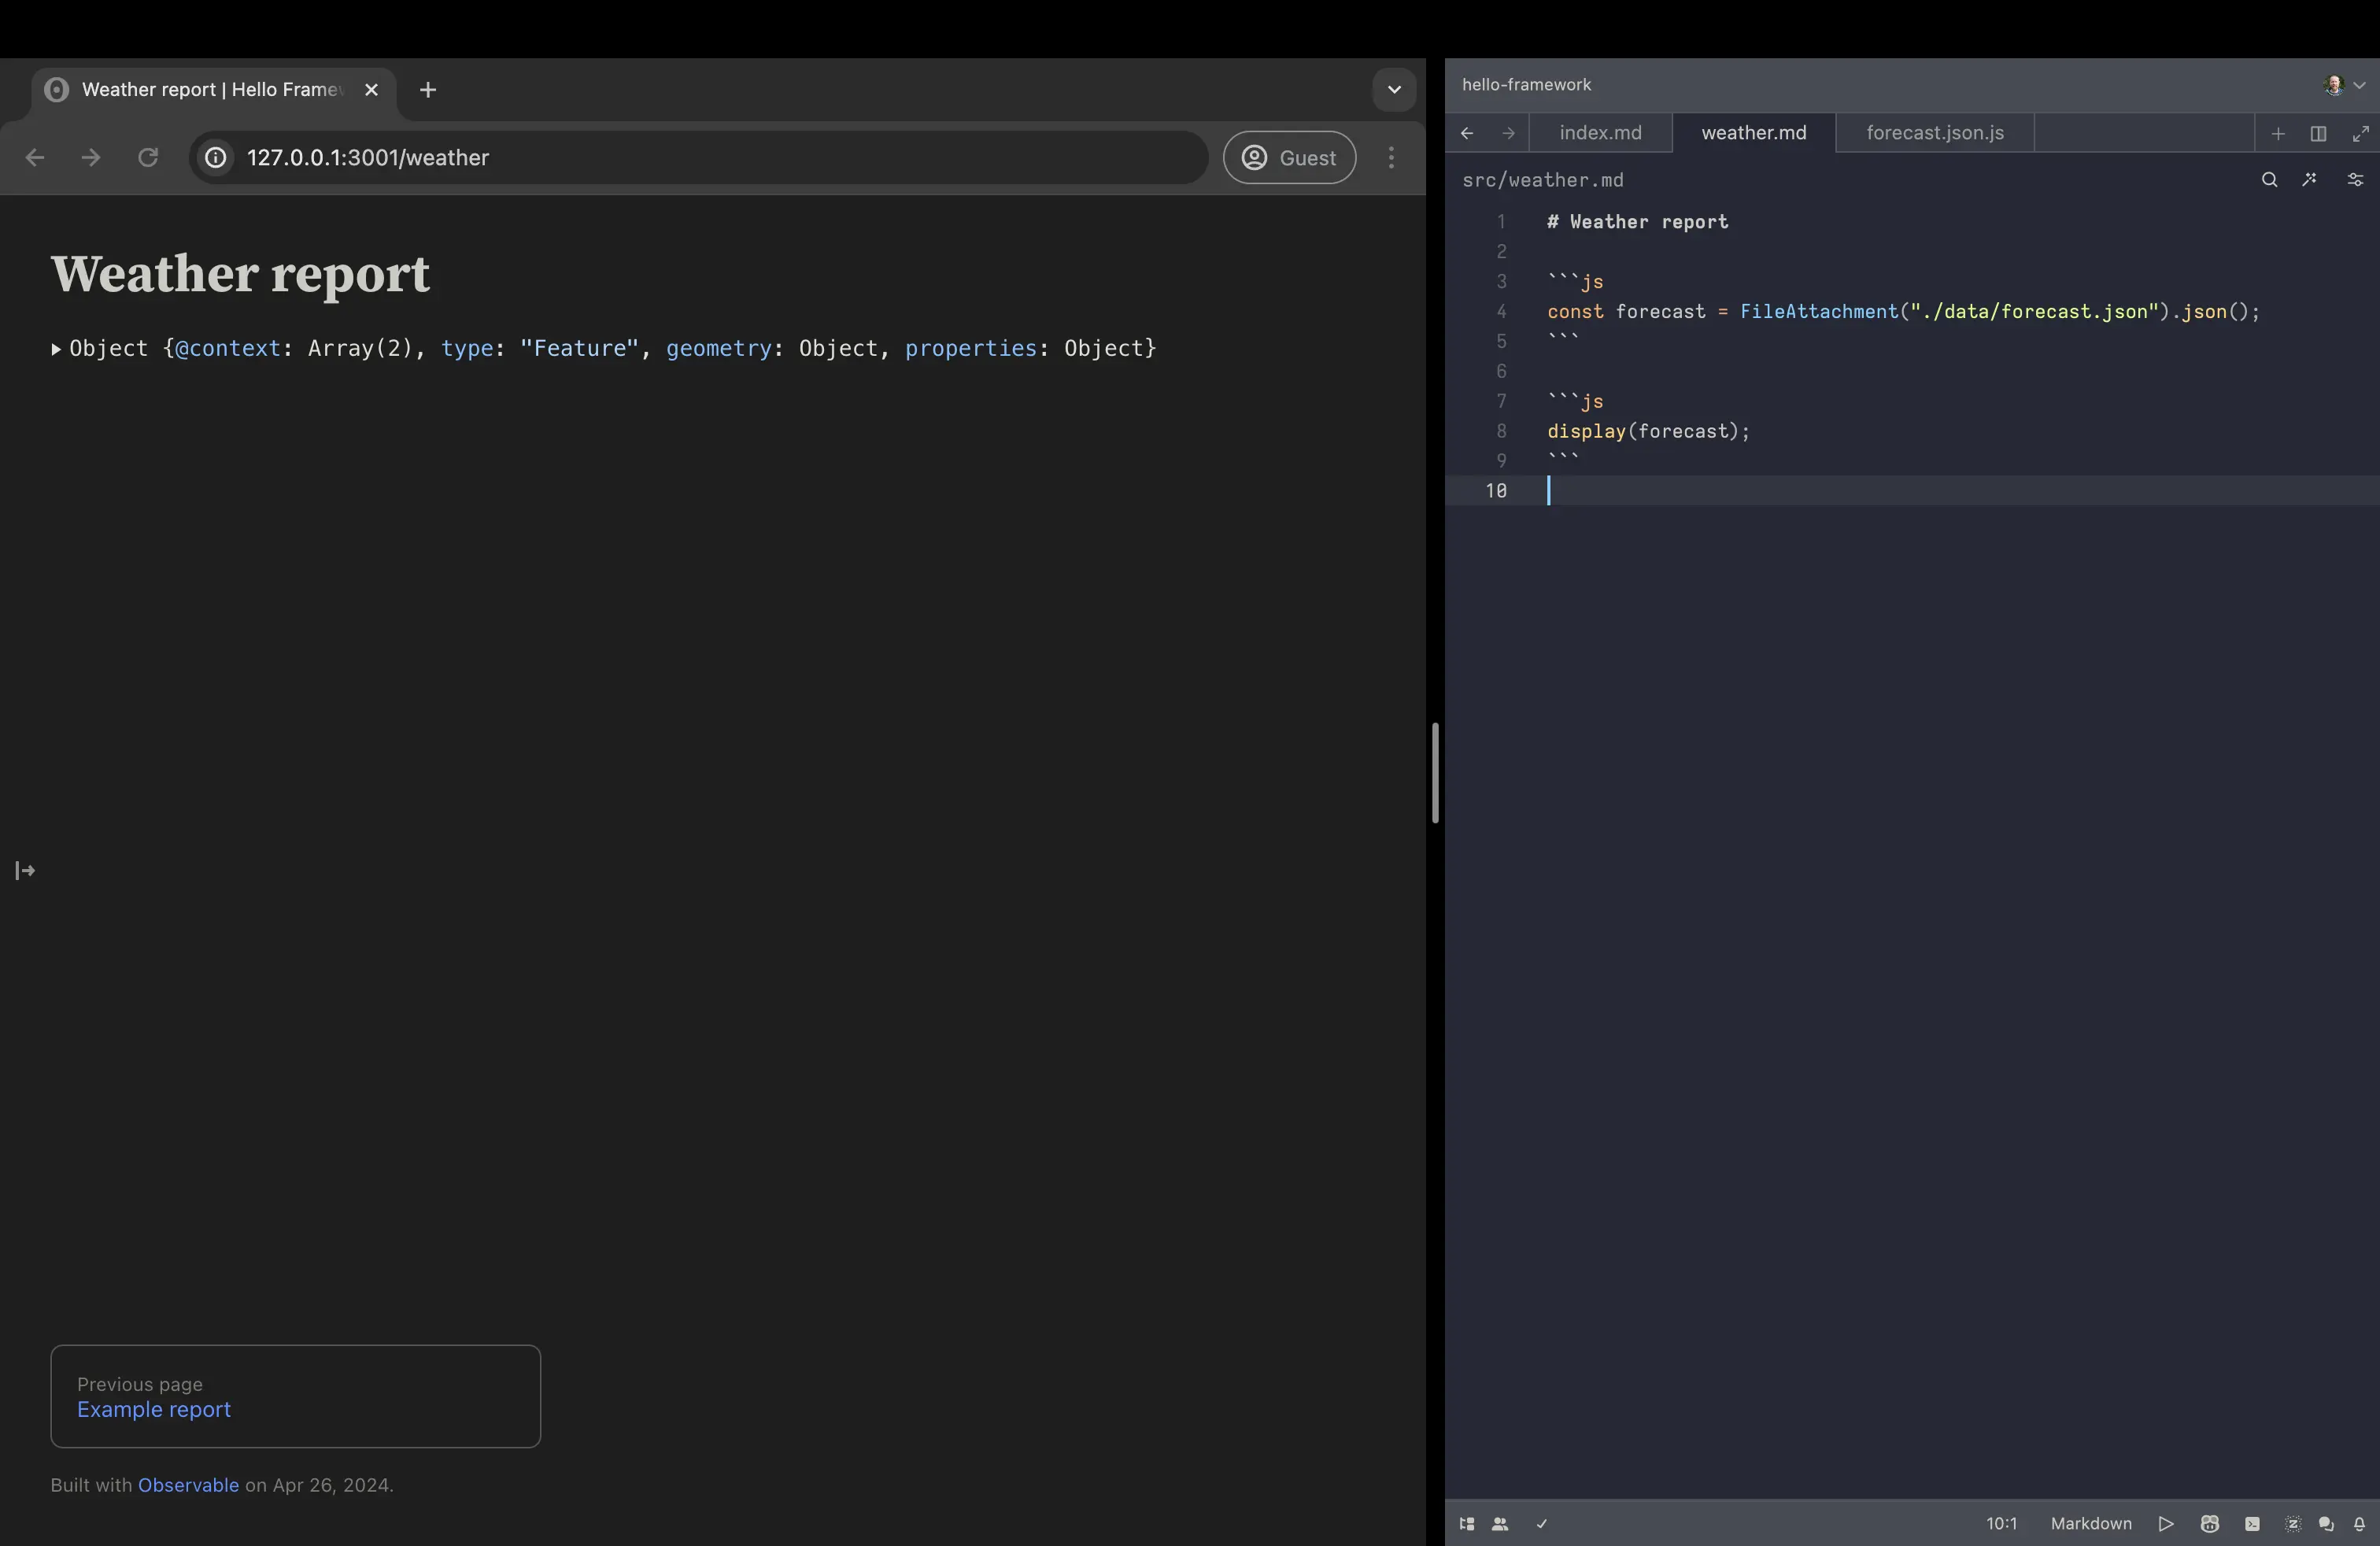 Weather report | Hello Frame
127.0.0.1:3001/weather
Guest
Weather report
Object {@context: Array(2), type: "Feature", geometry: Object, properties: Object}
Previous page
Example report
Built with Observable on Apr 26, 2024.
hello-framework
index.md
weather.md
forecast.json.js
src/weather.md
1 # Weather report
2
3 ```js
4 const forecast = FileAttachment("./data/forecast.json").json();
5 ```
6
7 ```js
8 display(forecast);
9 ```
10
10:1 Markdown